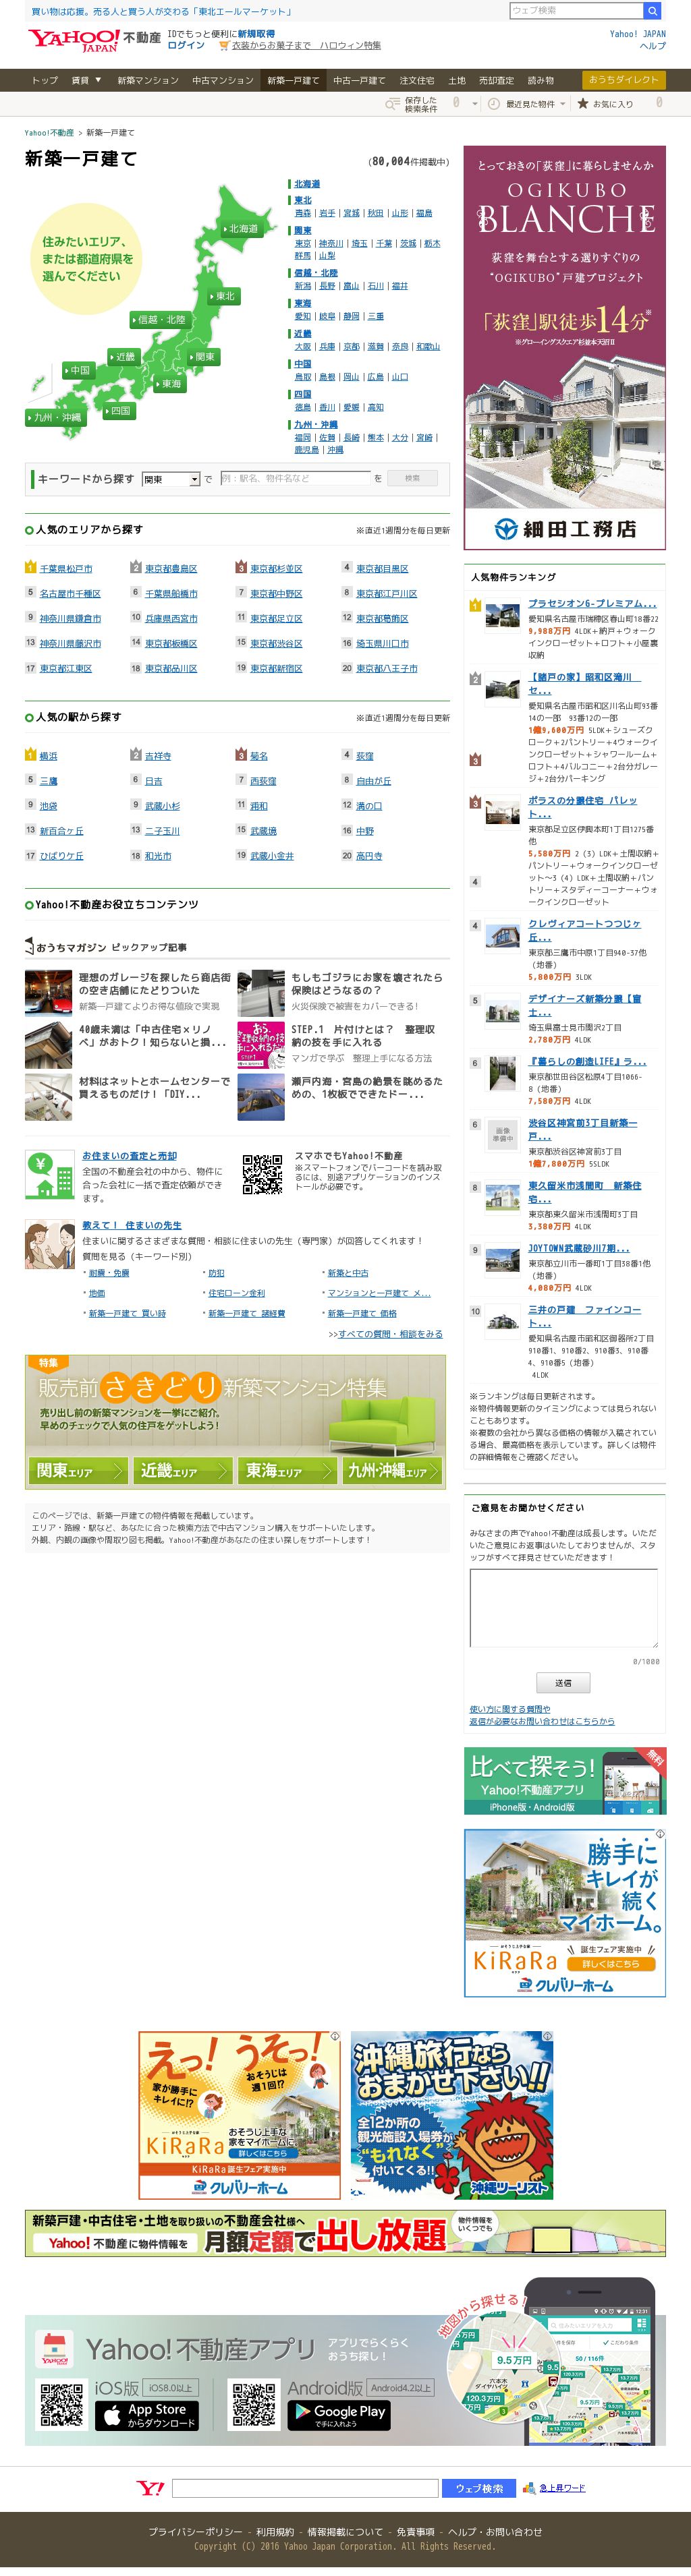 買い物は応援。売る人と買う人が交わる「東北エールマーケット」
ウェブ検索
YAHOO! JAPAN 不動産
IDでもっと便利に新規取得
ログイン
衣装からお菓子まで ハロウィン特集
Yahoo! JAPAN
ヘルプ
トップ 賃貸 ▼ 新築マンション 中古マンション 新築一戸建て 中古一戸建て 注文住宅 土地 売却査定 読み物 おうちダイレクト
保存した検索条件 0 最近見た物件 お気に入り 0
Yahoo!不動産 > 新築一戸建て
新築一戸建て
(80,004件掲載中)
住みたいエリア、
または都道府県を
選んでください
北海道
東北
信越・北陸
近畿
関東
中国
東海
四国
九州・沖縄
北海道
東北
青森 | 岩手 | 宮城 | 秋田 | 山形 | 福島
関東
東京 | 神奈川 | 埼玉 | 千葉 | 茨城 | 栃木
群馬 | 山梨
信越・北陸
新潟 | 長野 | 富山 | 石川 | 福井
東海
愛知 | 岐阜 | 静岡 | 三重
近畿
大阪 | 兵庫 | 京都 | 滋賀 | 奈良 | 和歌山
中国
鳥取 | 島根 | 岡山 | 広島 | 山口
四国
徳島 | 香川 | 愛媛 | 高知
九州・沖縄
福岡 | 佐賀 | 長崎 | 熊本 | 大分 | 宮崎 |
鹿児島 | 沖縄
キーワードから探す 関東 で 例：駅名、物件名など を 検索
人気のエリアから探す
※直近1週間分を毎日更新
1 千葉県松戸市 2 東京都豊島区 3 東京都杉並区 4 東京都目黒区
5 名古屋市千種区 6 千葉県船橋市 7 東京都中野区 8 東京都江戸川区
9 神奈川県鎌倉市 10 兵庫県西宮市 11 東京都足立区 12 東京都葛飾区
13 神奈川県藤沢市 14 東京都板橋区 15 東京都渋谷区 16 埼玉県川口市
17 東京都江東区 18 東京都品川区 19 東京都新宿区 20 東京都八王子市
人気の駅から探す
※直近1週間分を毎日更新
1 横浜 2 吉祥寺 3 菊名 4 荻窪
5 三鷹 6 日吉 7 西荻窪 8 自由が丘
9 池袋 9 武蔵小杉 11 浦和 12 溝の口
13 新百合ヶ丘 13 二子玉川 15 武蔵境 16 中野
17 ひばりケ丘 18 和光市 19 武蔵小金井 20 高円寺
Yahoo!不動産お役立ちコンテンツ
おうちマガジン ピックアップ記事
理想のガレージを探したら商店街の空き店舗にたどりついた
新築一戸建てよりお得な値段で実現
もしもゴジラにお家を壊されたら保険はどうなるの？
火災保険で被害をカバーできる！
40歳未満は「中古住宅×リノベ」がおトク！知らないと損...
STEP.1 片付けとは？ 整理収納の技を手に入れる
マンガで学ぶ 整理上手になる方法
材料はネットとホームセンターで買えるものだけ！「DIY...
瀬戸内海・宮島の絶景を眺めるための、1枚板でできたドー...
お住まいの査定と売却
全国の不動産会社の中から、物件に合った会社に一括で査定依頼ができます。
スマホでもYahoo!不動産
※スマートフォンでバーコードを読み取るには、別途アプリケーションのインストールが必要です。
教えて！ 住まいの先生
住まいに関するさまざまな質問・相談に住まいの先生（専門家）が回答してくれます！
質問を見る（キーワード別）
・耐震・免震 ・防犯 ・新築と中古
・地価 ・住宅ローン金利 ・マンションと一戸建て メ...
・新築一戸建て 買い時 ・新築一戸建て 諸経費 ・新築一戸建て 価格
>>すべての質問・相談をみる
特集
販売前さきどり新築マンション特集
売り出し前の新築マンションを一挙にご紹介。
早めのチェックで人気の住戸をゲットしよう！
関東エリア 近畿エリア 東海エリア 九州・沖縄エリア
このページでは、新築一戸建ての物件情報を掲載しています。
エリア・路線・駅など、あなたに合った検索方法で中古マンション購入をサポートいたします。
外観、内観の画像や間取り図も掲載。Yahoo!不動産があなたの住まい探しをサポートします！
とっておきの「荻窪」に暮らしませんか
OGIKUBO
BLANCHE
荻窪を舞台とする選りすぐりの
“OGIKUBO”戸建プロジェクト
「荻窪」駅徒歩14分※
※グローイングスクエア杉並本天沼II
細田工務店
人気物件ランキング
1 プラセシオンG-プレミアム...
愛知県名古屋市瑞穂区春山町18番22
9,988万円 4LDK＋納戸＋ウォークインクローゼット＋ロフト＋小屋裏収納
2 【諸戸の家】昭和区滝川 セ...
愛知県名古屋市昭和区川名山町93番14の一部 93番12の一部
1億9,600万円 5LDK＋シューズクローク＋2パントリー＋4ウォークインクローゼット＋シャワールーム＋ロフト＋4バルコニー＋2台分ガレージ＋2台分パーキング
3
3 ポラスの分譲住宅 パレット...
東京都足立区伊興本町1丁目1275番他
5,580万円 2（3）LDK＋土間収納＋パントリー＋ウォークインクローゼット～3（4）LDK＋土間収納＋パントリー＋スタディーコーナー＋ウォークインクローゼット
4
4 クレヴィアコートつつじヶ丘...
東京都三鷹市中原1丁目940-37他（地番）
5,800万円 3LDK
5 デザイナーズ新築分譲【富士...
埼玉県富士見市関沢2丁目
2,780万円 4LDK
6 『暮らしの創造LIFE』ラ...
東京都世田谷区松原4丁目1066-8（地番）
7,580万円 4LDK
6 画像準備中 渋谷区神宮前3丁目新築一戸...
東京都渋谷区神宮前3丁目
1億7,800万円 5SLDK
8 東久留米市浅間町 新築住宅...
東京都東久留米市浅間町3丁目
3,380万円 4LDK
9 JOYTOWN武蔵砂川7期...
東京都立川市一番町1丁目38番1他（地番）
4,080万円 4LDK
10 三井の戸建 ファインコート...
愛知県名古屋市昭和区御器所2丁目910番1、910番2、910番3、910番4、910番5（地番）
4LDK
※ランキングは毎日更新されます。
※物件情報更新のタイミングによっては見られないこともあります。
※複数の会社から異なる価格の情報が入稿されている場合、最高価格を表示しています。詳しくは物件の詳細情報をご確認ください。
ご意見をお聞かせください
みなさまの声でYahoo!不動産は成長します。いただいたご意見にお返事はいたしておりませんが、スタッフがすべて拝見させていただきます！
0/1000
送信
使い方に関する質問や
返信が必要なお問い合わせはこちらから
比べて探そう！
無料
Yahoo!不動産アプリ
iPhone版・Android版
勝手にキレイが続くマイホーム。
KiRaRa
誕生フェア実施中
詳しくはこちら
クレバリーホーム
えっ！うそっ！
家が勝手にキレイに!?
おそうじは週1回!?
KiRaRa
おそうじ上手な家をマイホームに
詳しくはこちら
KiRaRa誕生フェア実施中
クレバリーホーム
沖縄旅行ならおまかせ下さい!!
全12か所の観光施設入場券が“もれなく”付いてくる!!
沖縄ツーリスト
新築戸建・中古住宅・土地を取り扱いの不動産会社様へ
Yahoo!不動産に物件情報を 月額定額で出し放題
物件情報をいくつでも
地図から探せる！
Yahoo!不動産アプリ
アプリでらくらくおうち探し！
iOS版 iOS8.0以上
App Storeからダウンロード
Android版 Android4.2以上
Google Playで手に入れよう
9.5万円
120.3万円
50/116件
Y! ウェブ検索 急上昇ワード
プライバシーポリシー - 利用規約 - 情報掲載について - 免責事項 - ヘルプ・お問い合わせ
Copyright (C) 2016 Yahoo Japan Corporation. All Rights Reserved.